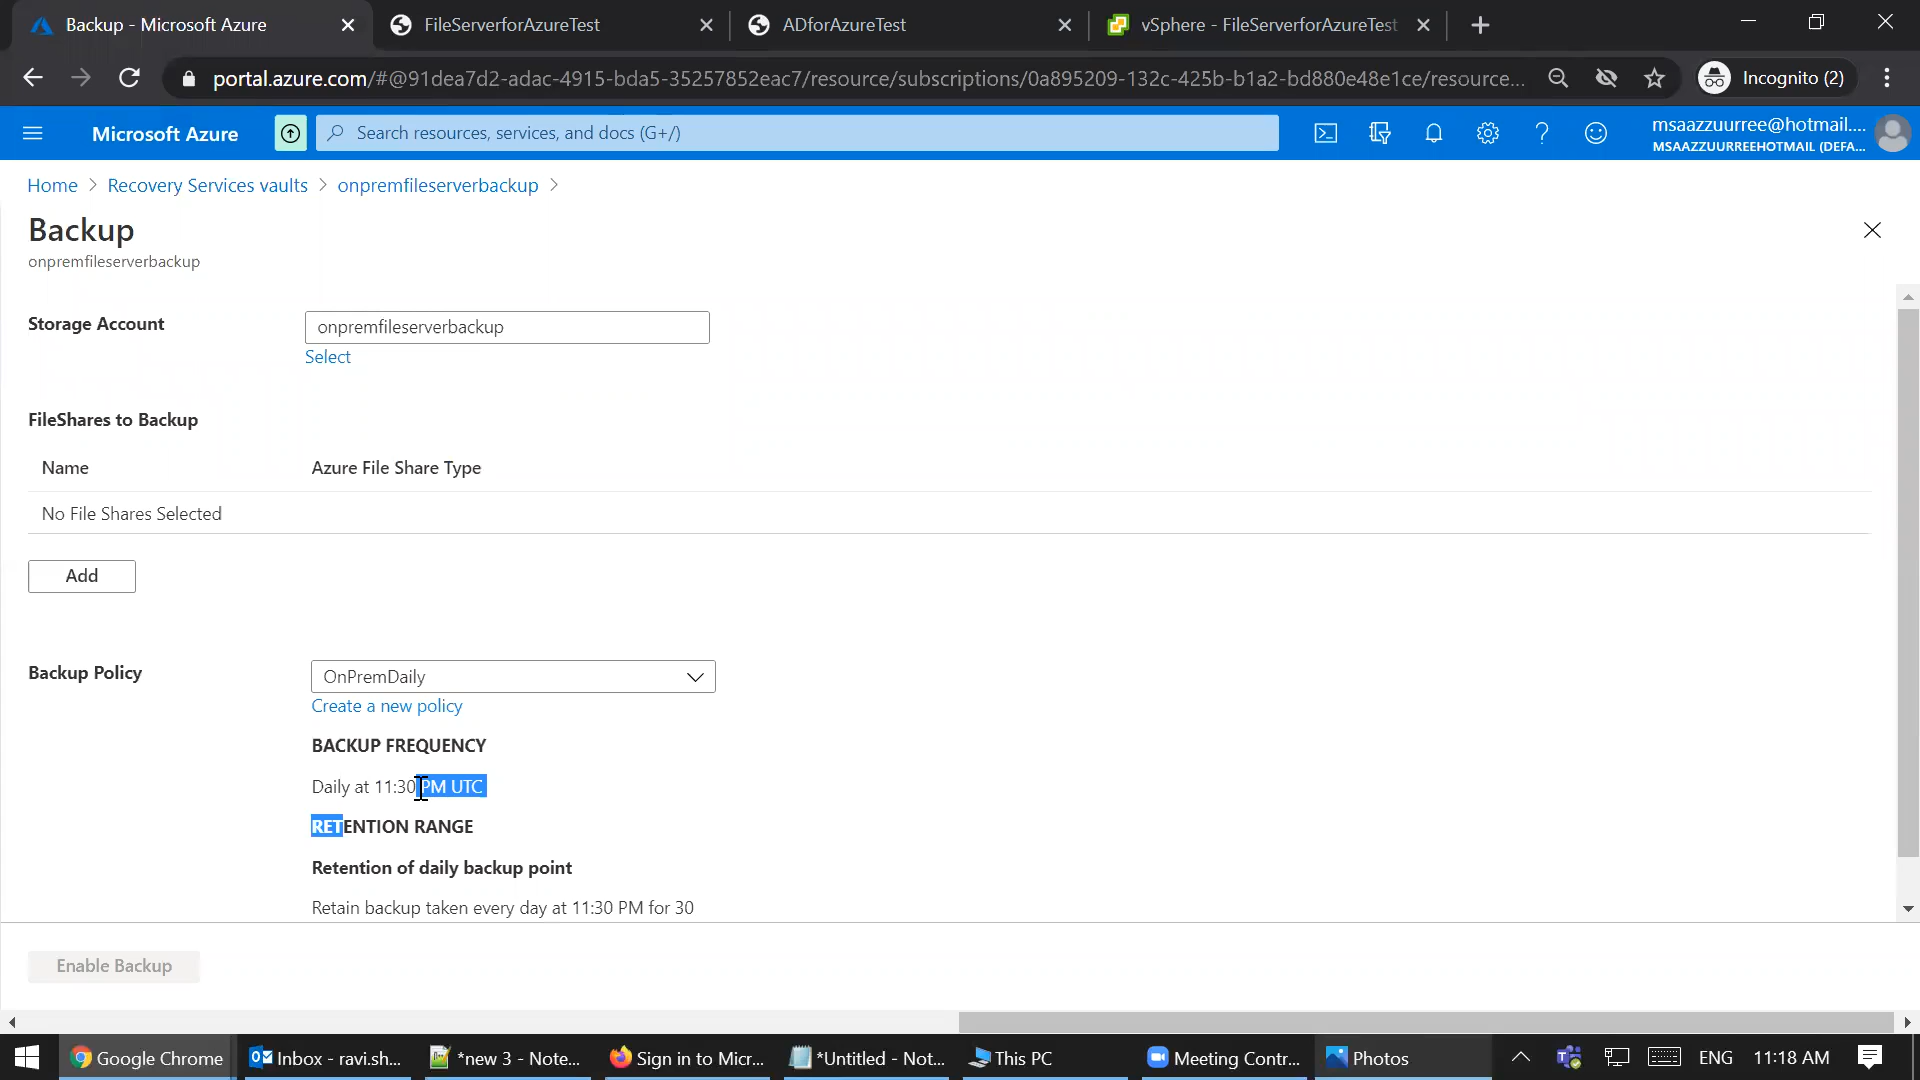 Backup - Microsoft Azure
FileServerforAzureTest
ADforAzureTest
vSphere - FileServerforAzureTest
portal.azure.com/#@91dea7d2-adac-4915-bda5-35257852eac7/resource/subscriptions/0a895209-132c-425b-b1a2-bd880e48e1ce/resource...
Incognito (2)
Microsoft Azure
Search resources, services, and docs (G+/)
msaazzuurree@hotmail....
MSAAZZUURREEHOTMAIL (DEFA...
Home > Recovery Services vaults > onpremfileserverbackup >
Backup
onpremfileserverbackup
Storage Account
onpremfileserverbackup
Select
FileShares to Backup
Name
Azure File Share Type
No File Shares Selected
Add
Backup Policy
OnPremDaily
Create a new policy
BACKUP FREQUENCY
Daily at 11:30 PM UTC
RETENTION RANGE
Retention of daily backup point
Retain backup taken every day at 11:30 PM for 30
Enable Backup
Google Chrome
Inbox - ravi.sh...
*new 3 - Note...
Sign in to Micr...
*Untitled - Not...
This PC
Meeting Contr...
Photos
ENG
11:18 AM